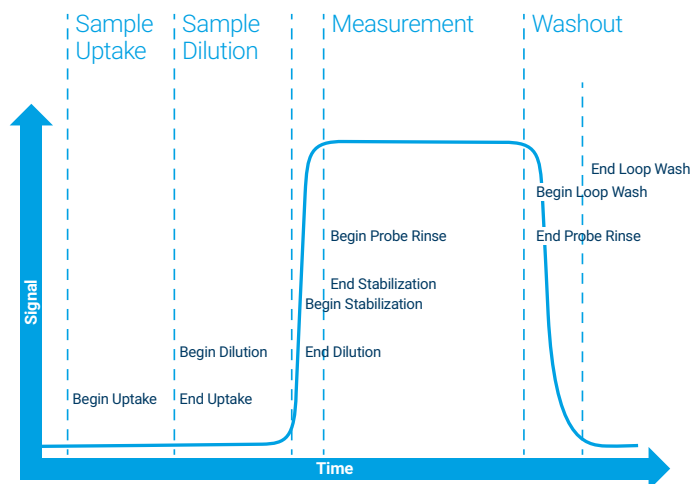 Sample
Uptake
Sample
Dilution
Measurement
Washout
End Loop Wash
Begin Loop Wash
Begin Probe Rinse
End Probe Rinse
End Stabilization
Begin Stabilization
Begin Dilution
End Dilution
Begin Uptake
End Uptake
Signal
Time